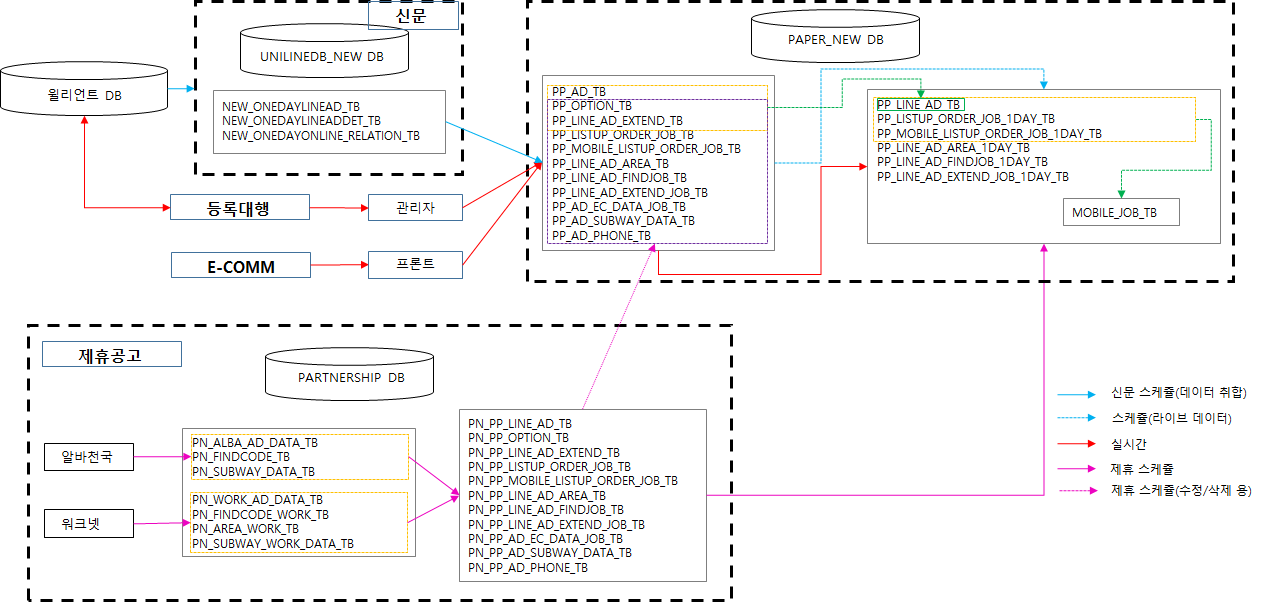 신문
UNILINEDB_NEW DB
윌리언트 DB
NEW_ONEDAYLINEAD_TB
NEW_ONEDAYLINEADDET_TB
NEW_ONEDAYONLINE_RELATION_TB
등록대행
관리자
E-COMM
프론트
PAPER_NEW DB
PP_AD_TB
PP_OPTION_TB
PP_LINE_AD_EXTEND_TB
PP_LISTUP_ORDER_JOB_TB
PP_MOBILE_LISTUP_ORDER_JOB_TB
PP_LINE_AD_AREA_TB
PP_LINE_AD_FINDJOB_TB
PP_LINE_AD_EXTEND_JOB_TB
PP_AD_EC_DATA_JOB_TB
PP_AD_SUBWAY_DATA_TB
PP_AD_PHONE_TB
PP_LINE_AD_TB
PP_LISTUP_ORDER_JOB_1DAY_TB
PP_MOBILE_LISTUP_ORDER_JOB_1DAY_TB
PP_LINE_AD_AREA_1DAY_TB
PP_LINE_AD_FINDJOB_1DAY_TB
PP_LINE_AD_EXTEND_JOB_1DAY_TB
MOBILE_JOB_TB
제휴공고
PARTNERSHIP DB
알바천국
워크넷
PN_ALBA_AD_DATA_TB
PN_FINDCODE_TB
PN_SUBWAY_DATA_TB
PN_WORK_AD_DATA_TB
PN_FINDCODE_WORK_TB
PN_AREA_WORK_TB
PN_SUBWAY_WORK_DATA_TB
PN_PP_LINE_AD_TB
PN_PP_OPTION_TB
PN_PP_LINE_AD_EXTEND_TB
PN_PP_LISTUP_ORDER_JOB_TB
PN_PP_MOBILE_LISTUP_ORDER_JOB_TB
PN_PP_LINE_AD_AREA_TB
PN_PP_LINE_AD_FINDJOB_TB
PN_PP_LINE_AD_EXTEND_JOB_TB
PN_PP_AD_EC_DATA_JOB_TB
PN_PP_AD_SUBWAY_DATA_TB
PN_PP_AD_PHONE_TB
신문 스케쥴(데이터 취합)
스케쥴(라이브 데이터)
실시간
제휴 스케쥴
제휴 스케쥴(수정/삭제 용)